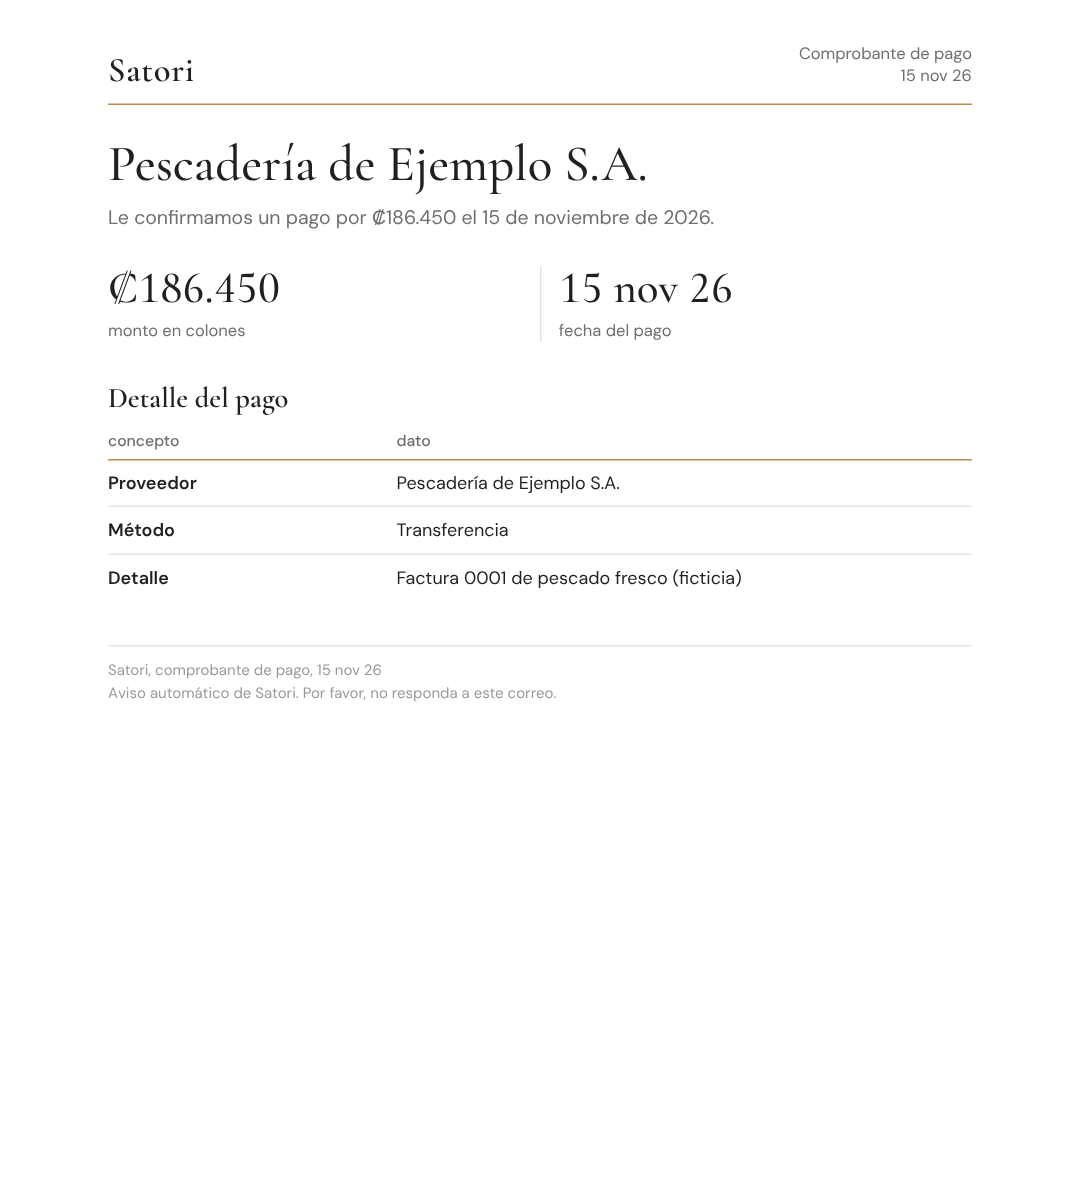 Satori
Comprobante de pago
15 nov 26
Pescadería de Ejemplo S.A.
Le confirmamos un pago por ₡186.450 el 15 de noviembre de 2026.
₡186.450
monto en colones
15 nov 26
fecha del pago
Detalle del pago
concepto dato
Proveedor Pescadería de Ejemplo S.A.
Método Transferencia
Detalle Factura 0001 de pescado fresco (ficticia)
Satori, comprobante de pago, 15 nov 26
Aviso automático de Satori. Por favor, no responda a este correo.